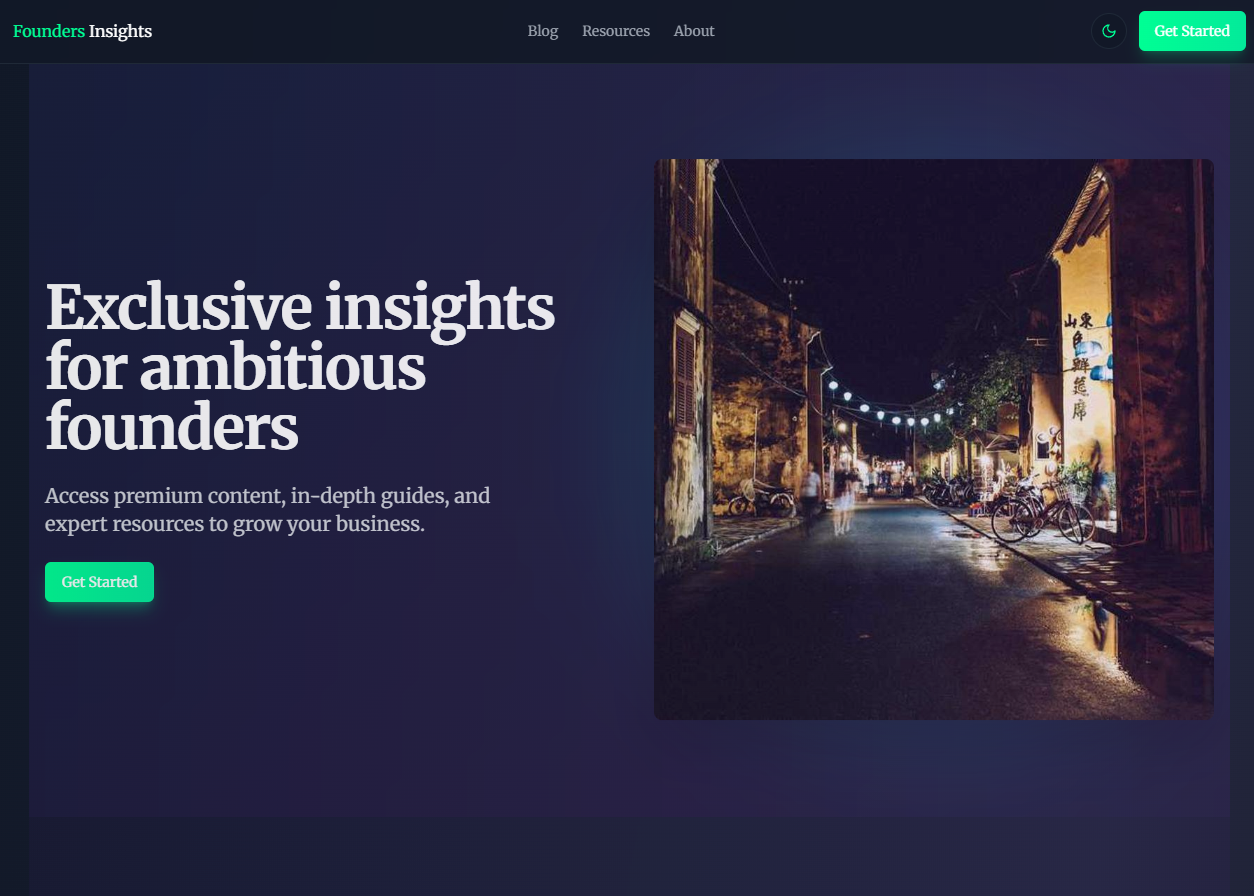 Founders Insights
Blog
Resources
About
Get Started
Exclusive insights
for ambitious
founders
Access premium content, in-depth guides, and
expert resources to grow your business.
Get Started
山東